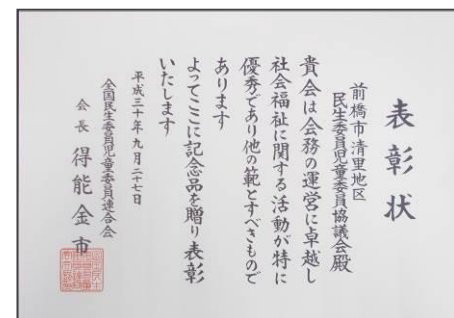 表彰状
前橋市清里地区
民生委員児童委員協議会殿
貴会は会務の運営に卓越し
社会福祉に関する活動が特に
優秀であり他の範とすべきもので
あります
よってここに記念品を贈り表彰
いたします
平成三十年九月二十七日
全国民生委員児童委員連合会
会長 得能金市